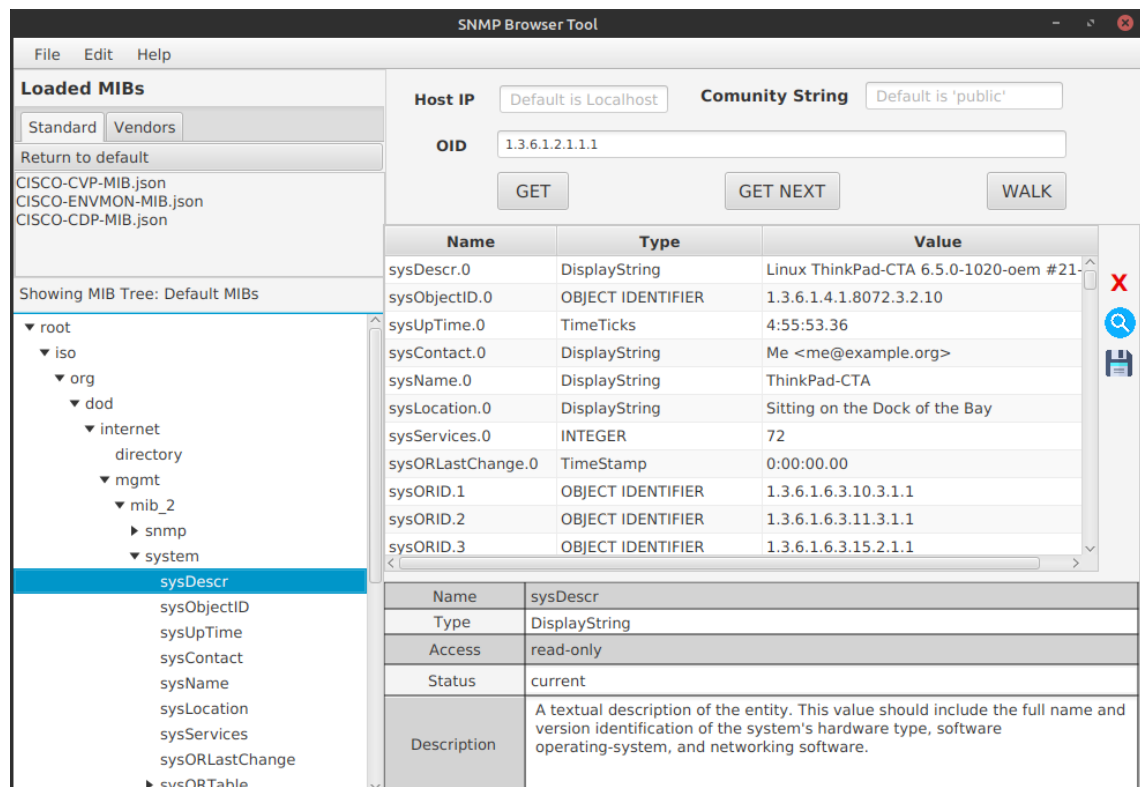 SNMP Browser Tool
File Edit Help
Loaded MIBs
Standard Vendors
Return to default
CISCO-CVP-MIB.json
CISCO-ENVMON-MIB.json
CISCO-CDP-MIB.json
Showing MIB Tree: Default MIBs
root
iso
org
dod
internet
directory
mgmt
mib_2
snmp
system
sysDescr
sysObjectID
sysUpTime
sysContact
sysName
sysLocation
sysServices
sysORLastChange
sysORTable
Host IP Default is Localhost Comunity String Default is 'public'
OID 1.3.6.1.2.1.1.1
GET GET NEXT WALK
Name Type Value
sysDescr.0 DisplayString Linux ThinkPad-CTA 6.5.0-1020-oem #21-
sysObjectID.0 OBJECT IDENTIFIER 1.3.6.1.4.1.8072.3.2.10
sysUpTime.0 TimeTicks 4:55:53.36
sysContact.0 DisplayString Me <me@example.org>
sysName.0 DisplayString ThinkPad-CTA
sysLocation.0 DisplayString Sitting on the Dock of the Bay
sysServices.0 INTEGER 72
sysORLastChange.0 TimeStamp 0:00:00.00
sysORID.1 OBJECT IDENTIFIER 1.3.6.1.6.3.10.3.1.1
sysORID.2 OBJECT IDENTIFIER 1.3.6.1.6.3.11.3.1.1
sysORID.3 OBJECT IDENTIFIER 1.3.6.1.6.3.15.2.1.1
X
Name sysDescr
Type DisplayString
Access read-only
Status current
Description
A textual description of the entity. This value should include the full name and
version identification of the system's hardware type, software
operating-system, and networking software.